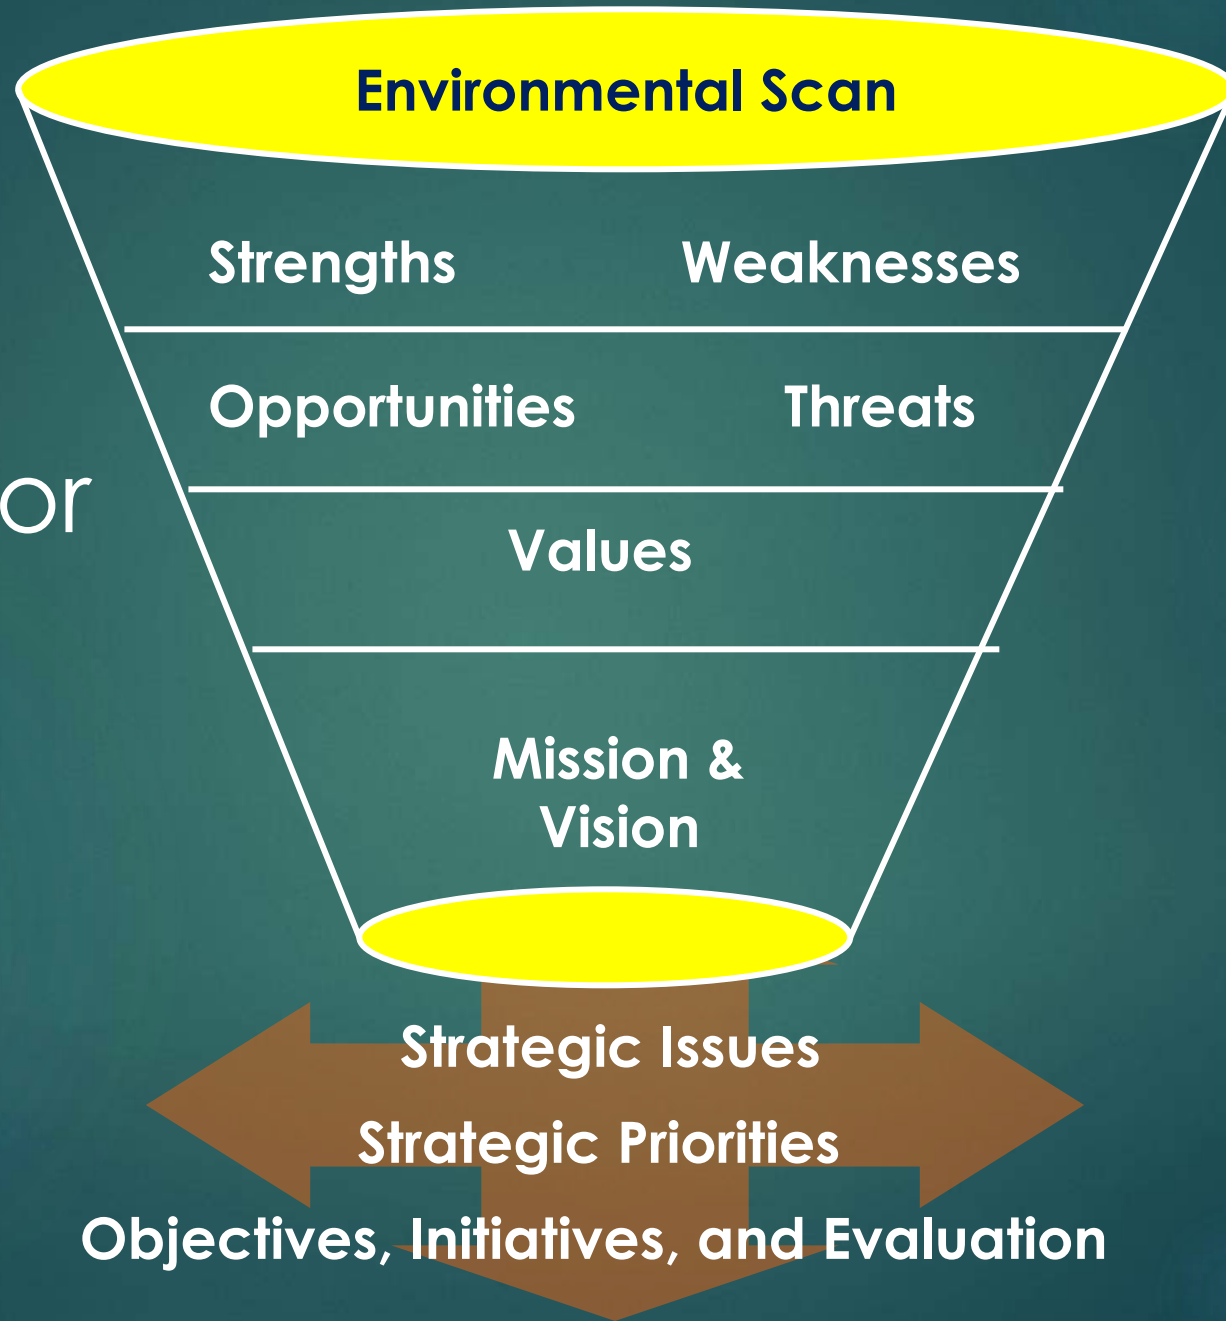 Environmental Scan
Strengths Weaknesses
Opportunities Threats
or
Values
Mission &
Vision
Strategic Issues
Strategic Priorities
Objectives, Initiatives, and Evaluation